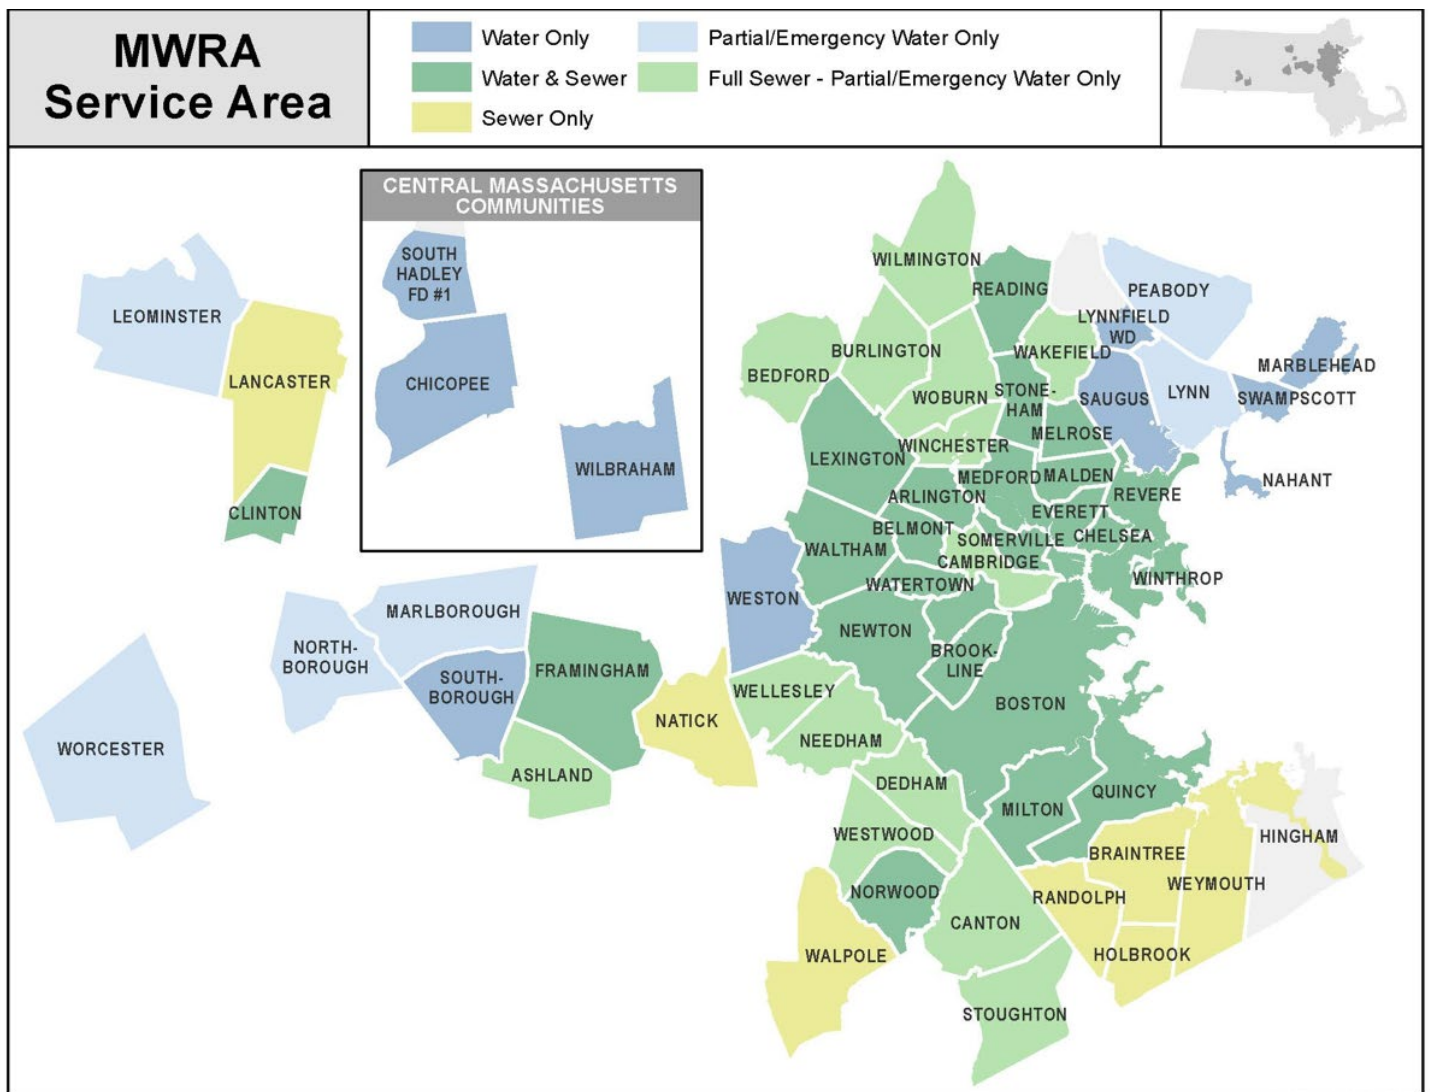 MWRA
Service Area
Water Only
Partial/Emergency Water Only
Water & Sewer
Full Sewer - Partial/Emergency Water Only
Sewer Only
CENTRAL MASSACHUSETTS
COMMUNITIES
SOUTH
HADLEY
FD #1
CHICOPEE
WILBRAHAM
LEOMINSTER
LANCASTER
CLINTON
WILMINGTON
READING
PEABODY
LYNNFIELD
WD
BURLINGTON
WAKEFIELD
MARBLEHEAD
BEDFORD
WOBURN
STONE-
HAM
SAUGUS
LYNN
SWAMPSCOTT
MELROSE
WINCHESTER
LEXINGTON
MEDFORD
MALDEN
NAHANT
ARLINGTON
REVERE
EVERETT
BELMONT
SOMERVILLE
CHELSEA
WALTHAM
CAMBRIDGE
WATERTOWN
WINTHROP
WESTON
MARLBOROUGH
NEWTON
NORTH-
BOROUGH
BROOK-
LINE
FRAMINGHAM
SOUTH-
BOROUGH
WELLESLEY
BOSTON
NATICK
NEEDHAM
WORCESTER
ASHLAND
DEDHAM
QUINCY
MILTON
WESTWOOD
HINGHAM
BRAINTREE
WEYMOUTH
NORWOOD
RANDOLPH
CANTON
WALPOLE
HOLBROOK
STOUGHTON